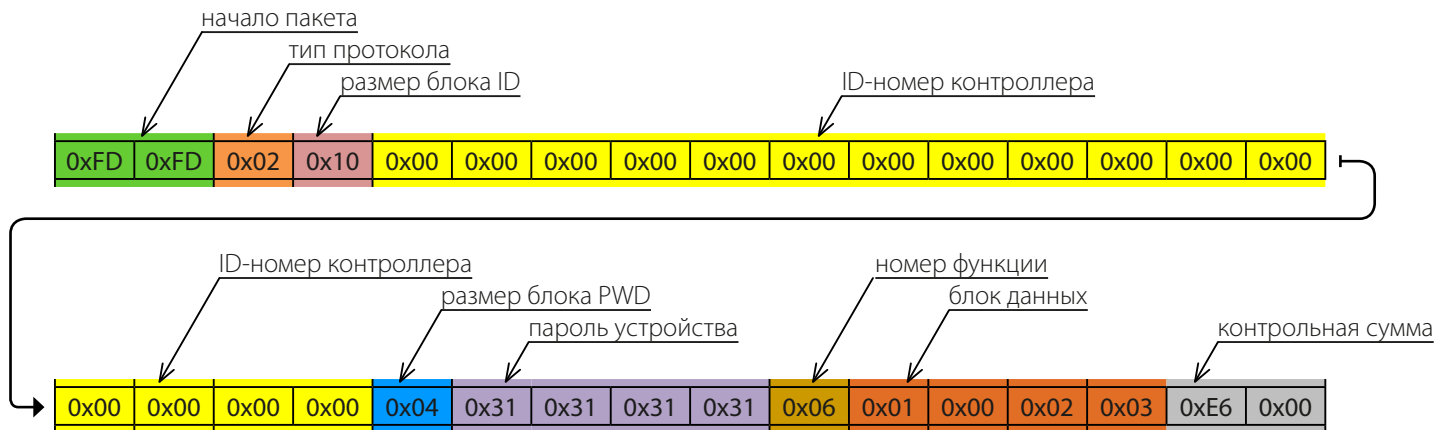 начало пакета
тип протокола
размер блока ID
ID-номер контроллера
0xFD 0xFD 0x02 0x10 0x00 0x00 0x00 0x00 0x00 0x00 0x00 0x00 0x00 0x00 0x00 0x00
ID-номер контроллера
номер функции
размер блока PWD
блок данных
пароль устройства
контрольная сумма
0x00 0x00 0x00 0x00 0x04 0x31 0x31 0x31 0x31 0x06 0x01 0x00 0x02 0x03 0xE6 0x00